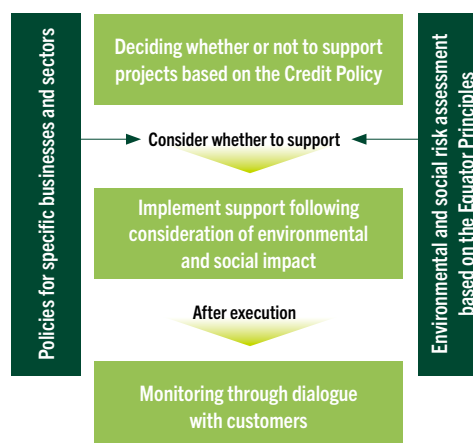 Policies for specific businesses and sectors
Deciding whether or not to support
projects based on the Credit Policy
Consider whether to support
Implement support following
consideration of environmental
and social impact
After execution
Monitoring through dialogue
with customers
Environmental and social risk assessment
based on the Equator Principles